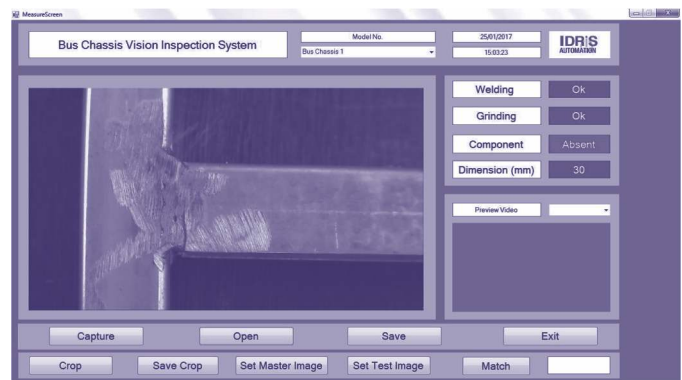 MeasureScreen
Bus Chassis Vision Inspection System
Model No.
Bus Chassis 1
25/01/2017
15:03:23
IDRIS
AUTOMATION
Welding Ok
Grinding Ok
Component Absent
Dimension (mm) 30
Preview Video
Capture Open Save Exit
Crop Save Crop Set Master Image Set Test Image Match